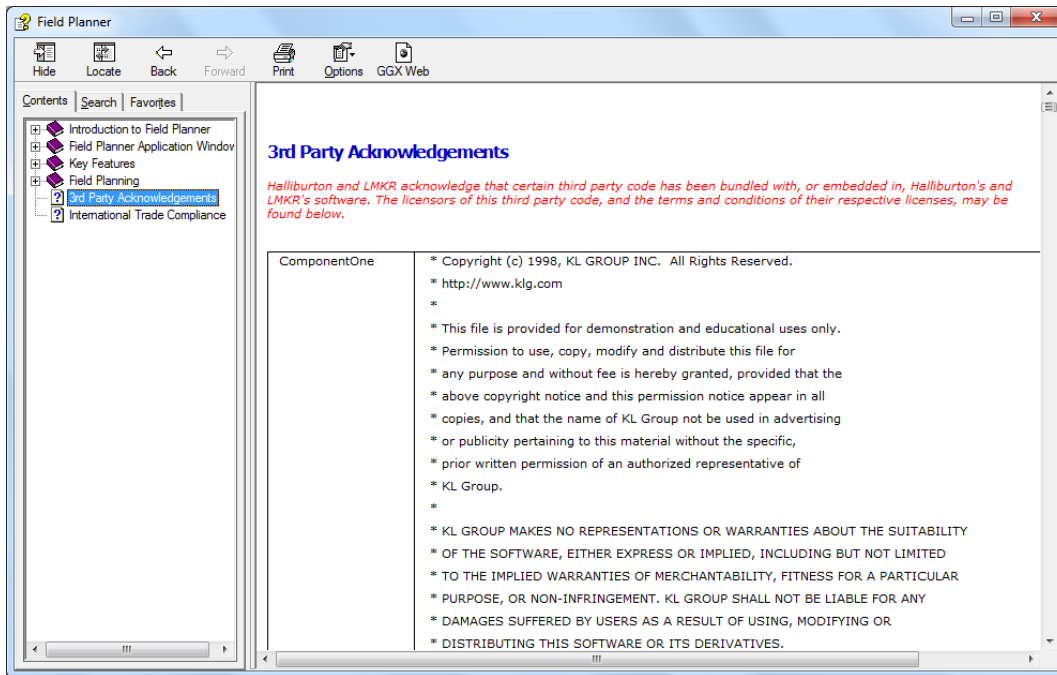 Field Planner
Hide
Locate
Back
Forward
Print
Options
GGX Web
Contents
Search
Favorites
Introduction to Field Planner
Field Planner Application Window
Key Features
Field Planning
3rd Party Acknowledgements
International Trade Compliance
3rd Party Acknowledgements
Halliburton and LMKR acknowledge that certain third party code has been bundled with, or embedded in, Halliburton's and
LMKR's software. The licensors of this third party code, and the terms and conditions of their respective licenses, may be
found below.
ComponentOne
* Copyright (c) 1998, KL GROUP INC. All Rights Reserved.
* http://www.klg.com
*
* This file is provided for demonstration and educational uses only.
* Permission to use, copy, modify and distribute this file for
* any purpose and without fee is hereby granted, provided that the
* above copyright notice and this permission notice appear in all
* copies, and that the name of KL Group not be used in advertising
* or publicity pertaining to this material without the specific,
* prior written permission of an authorized representative of
* KL Group.
*
* KL GROUP MAKES NO REPRESENTATIONS OR WARRANTIES ABOUT THE SUITABILITY
* OF THE SOFTWARE, EITHER EXPRESS OR IMPLIED, INCLUDING BUT NOT LIMITED
* TO THE IMPLIED WARRANTIES OF MERCHANTABILITY, FITNESS FOR A PARTICULAR
* PURPOSE, OR NON-INFRINGEMENT. KL GROUP SHALL NOT BE LIABLE FOR ANY
* DAMAGES SUFFERED BY USERS AS A RESULT OF USING, MODIFYING OR
* DISTRIBUTING THIS SOFTWARE OR ITS DERIVATIVES.